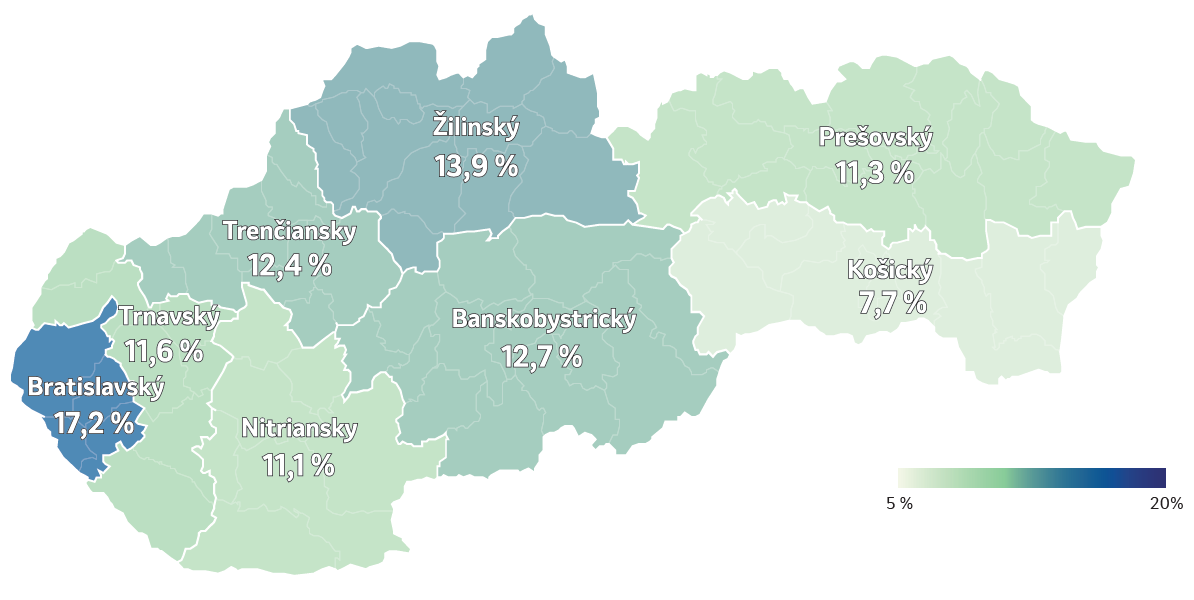 Žilinský
13,9 %
Prešovský
11,3 %
Trenčiansky
12,4 %
Košický
7,7 %
Trnavský
11,6 %
Banskobystrický
12,7 %
Bratislavský
17,2 %
Nitriansky
11,1 %
5 %
20%